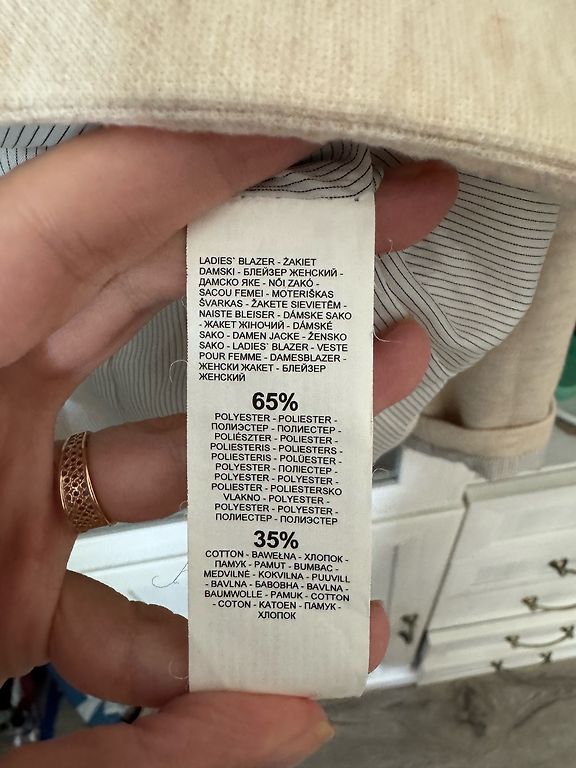 LADIES` BLAZER - ŻAKIET
DAMSKI - БЛЕЙЗЕР ЖЕНСКИЙ -
ДАМСКО ЯКЕ - NŐI ZAKÓ -
SACOU FEMEI - MOTERIŠKAS
ŠVARKAS - ŽAKETE SIEVIETĒM -
NAISTE BLEISER - DÁMSKE SAKO
- ЖАКЕТ ЖІНОЧИЙ - DÁMSKÉ
SAKO - DAMEN JACKE - ŽENSKO
SAKO - LADIES` BLAZER - VESTE
POUR FEMME - DAMESBLAZER -
ЖЕНСКИ ЖАКЕТ - БЛЕЙЗЕР
ЖЕНСКИЙ
65%
POLYESTER - POLIESTER -
ПОЛИЭСТЕР - ПОЛИЕСТЕР -
POLIÉSZTER - POLIESTER -
POLIESTERIS - POLIESTERS -
POLIESTERIS - POLÜESTER -
POLYESTER - ПОЛІЕСТЕР -
POLYESTER - POLYESTER -
POLIESTER - POLIESTERSKO
VLAKNO - POLYESTER -
POLYESTER - POLYESTER -
ПОЛИЕСТЕР - ПОЛИЭСТЕР
35%
COTTON - BAWEŁNA - ХЛОПОК -
ПАМУК - PAMUT - BUMBAC -
MEDVILNĖ - KOKVILNA - PUUVILL
- BAVLNA - БАВОВНА - BAVLNA -
BAUMWOLLE - PAMUK - COTTON
- COTON - KATOEN - ПАМУК -
ХЛОПОК